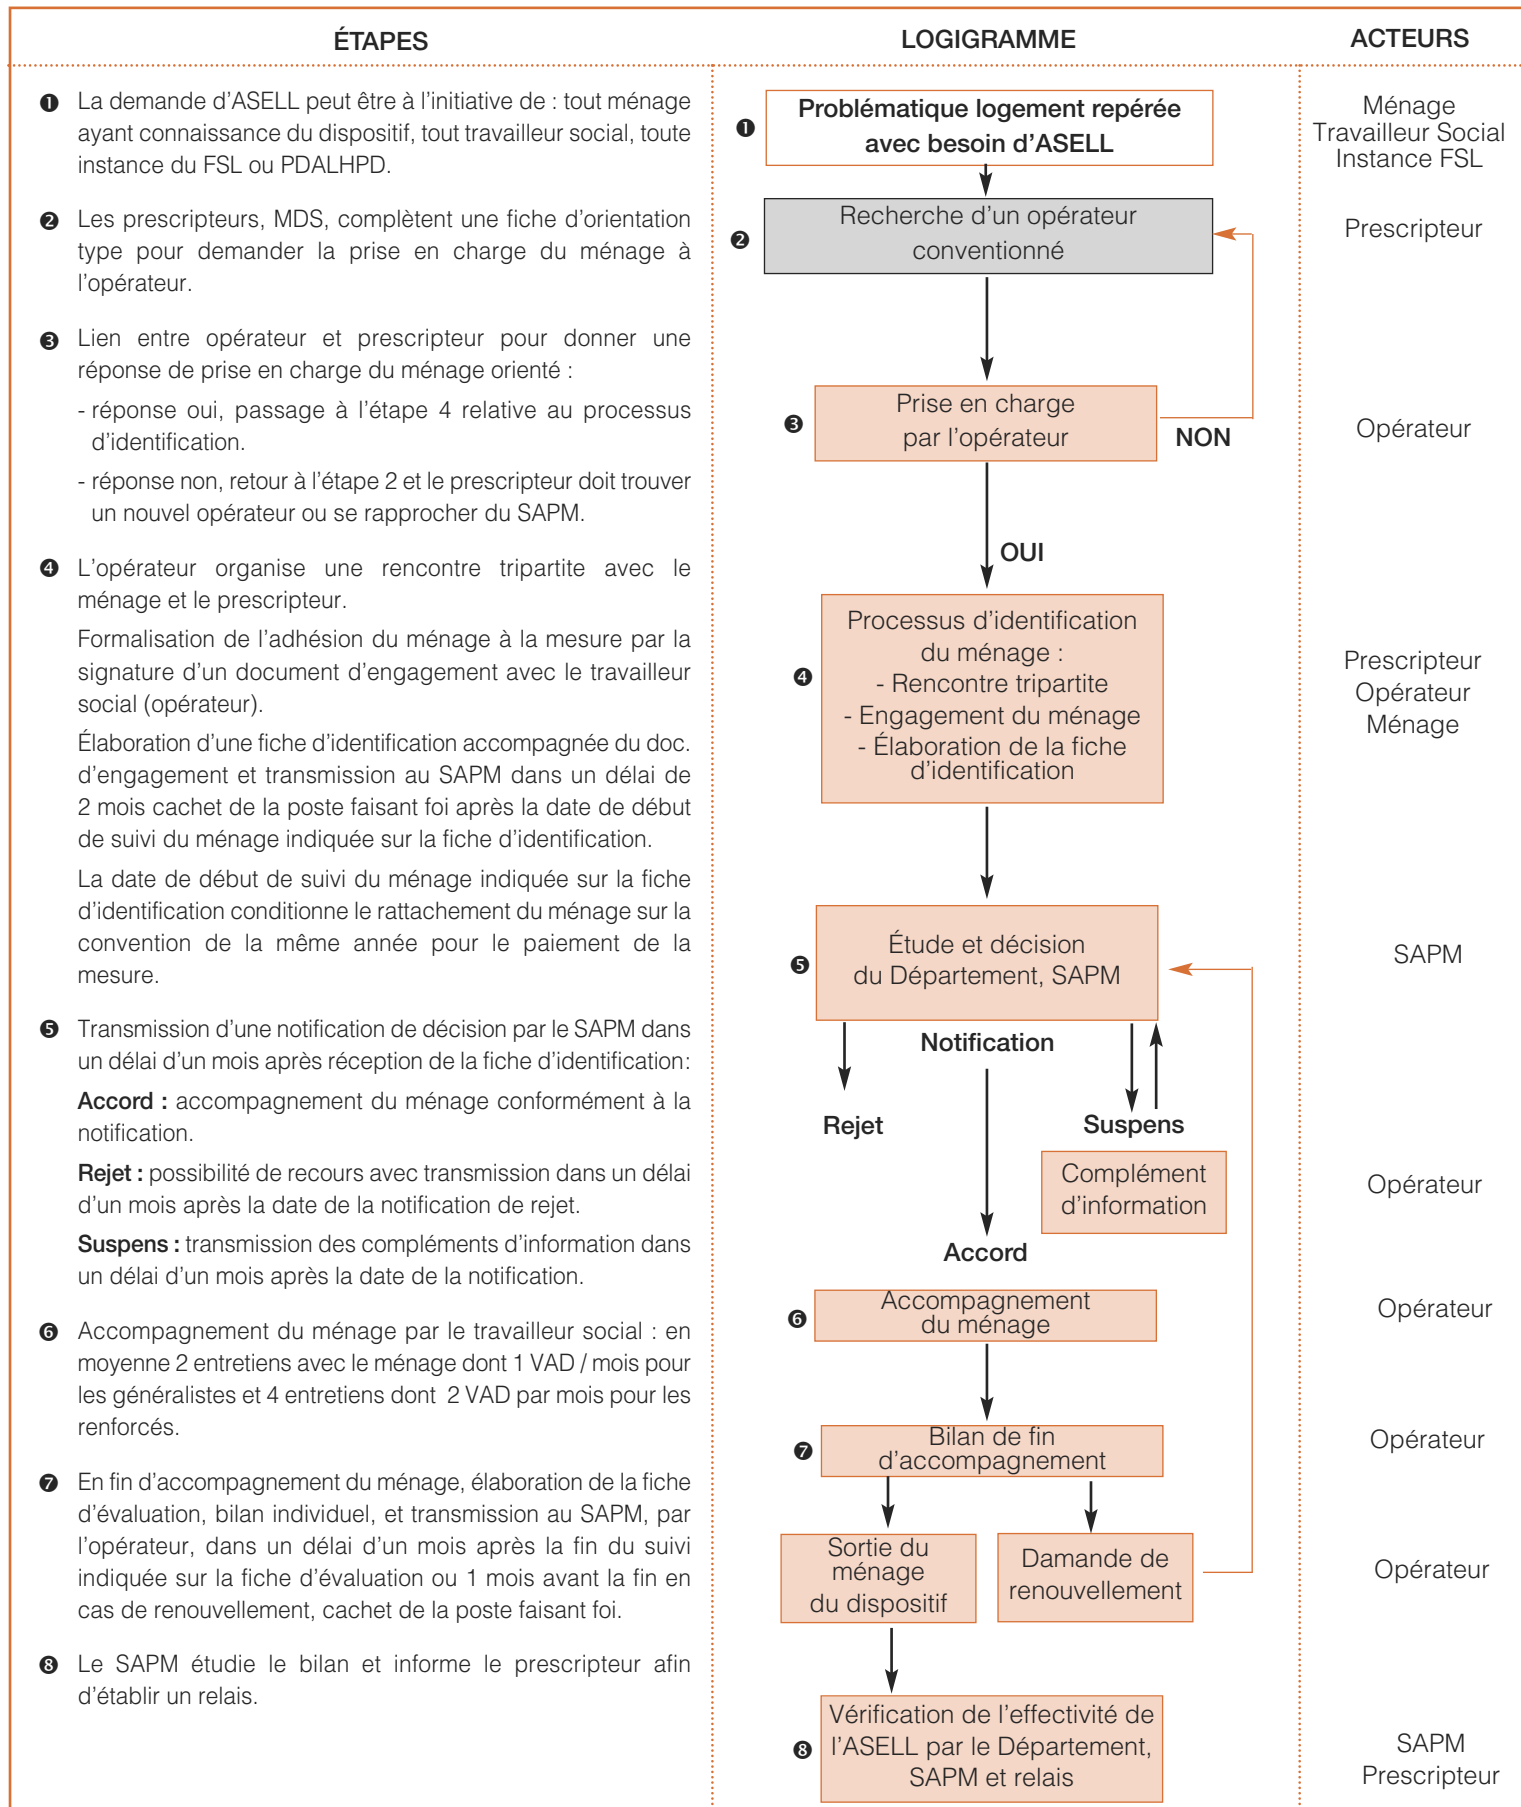 ÉTAPES
❶ La demande d’ASELL peut être à l’initiative de : tout ménage
ayant connaissance du dispositif, tout travailleur social, toute
instance du FSL ou PDALHPD.
❷ Les prescripteurs, MDS, complètent une fiche d’orientation
type pour demander la prise en charge du ménage à
l’opérateur.
❸ Lien entre opérateur et prescripteur pour donner une
réponse de prise en charge du ménage orienté :
- réponse oui, passage à l’étape 4 relative au processus
d’identification.
- réponse non, retour à l’étape 2 et le prescripteur doit trouver
un nouvel opérateur ou se rapprocher du SAPM.
❹ L’opérateur organise une rencontre tripartite avec le
ménage et le prescripteur.
Formalisation de l’adhésion du ménage à la mesure par la
signature d’un document d’engagement avec le travailleur
social (opérateur).
Élaboration d’une fiche d’identification accompagnée du doc.
d’engagement et transmission au SAPM dans un délai de
2 mois cachet de la poste faisant foi après la date de début
de suivi du ménage indiquée sur la fiche d’identification.
La date de début de suivi du ménage indiquée sur la fiche
d’identification conditionne le rattachement du ménage sur la
convention de la même année pour le paiement de la
mesure.
❺ Transmission d’une notification de décision par le SAPM dans
un délai d’un mois après réception de la fiche d’identification:
Accord : accompagnement du ménage conformément à la
notification.
Rejet : possibilité de recours avec transmission dans un délai
d’un mois après la date de la notification de rejet.
Suspens : transmission des compléments d’information dans
un délai d’un mois après la date de la notification.
❻ Accompagnement du ménage par le travailleur social : en
moyenne 2 entretiens avec le ménage dont 1 VAD / mois pour
les généralistes et 4 entretiens dont 2 VAD par mois pour les
renforcés.
❼ En fin d’accompagnement du ménage, élaboration de la fiche
d’évaluation, bilan individuel, et transmission au SAPM, par
l’opérateur, dans un délai d’un mois après la fin du suivi
indiquée sur la fiche d’évaluation ou 1 mois avant la fin en
cas de renouvellement, cachet de la poste faisant foi.
❽ Le SAPM étudie le bilan et informe le prescripteur afin
d’établir un relais.
LOGIGRAMME
❶ Problématique logement repérée
avec besoin d’ASELL
❷ Recherche d’un opérateur
conventionné
❸ Prise en charge
par l’opérateur
NON
OUI
❹ Processus d’identification
du ménage :
- Rencontre tripartite
- Engagement du ménage
- Élaboration de la fiche
d’identification
❺ Étude et décision
du Département, SAPM
Notification
Rejet
Suspens
Complément
d’information
Accord
❻ Accompagnement
du ménage
❼ Bilan de fin
d’accompagnement
Sortie du
ménage
du dispositif
Damande de
renouvellement
❽ Vérification de l’effectivité de
l’ASELL par le Département,
SAPM et relais
ACTEURS
Ménage
Travailleur Social
Instance FSL
Prescripteur
Opérateur
Prescripteur
Opérateur
Ménage
SAPM
Opérateur
Opérateur
Opérateur
Opérateur
SAPM
Prescripteur